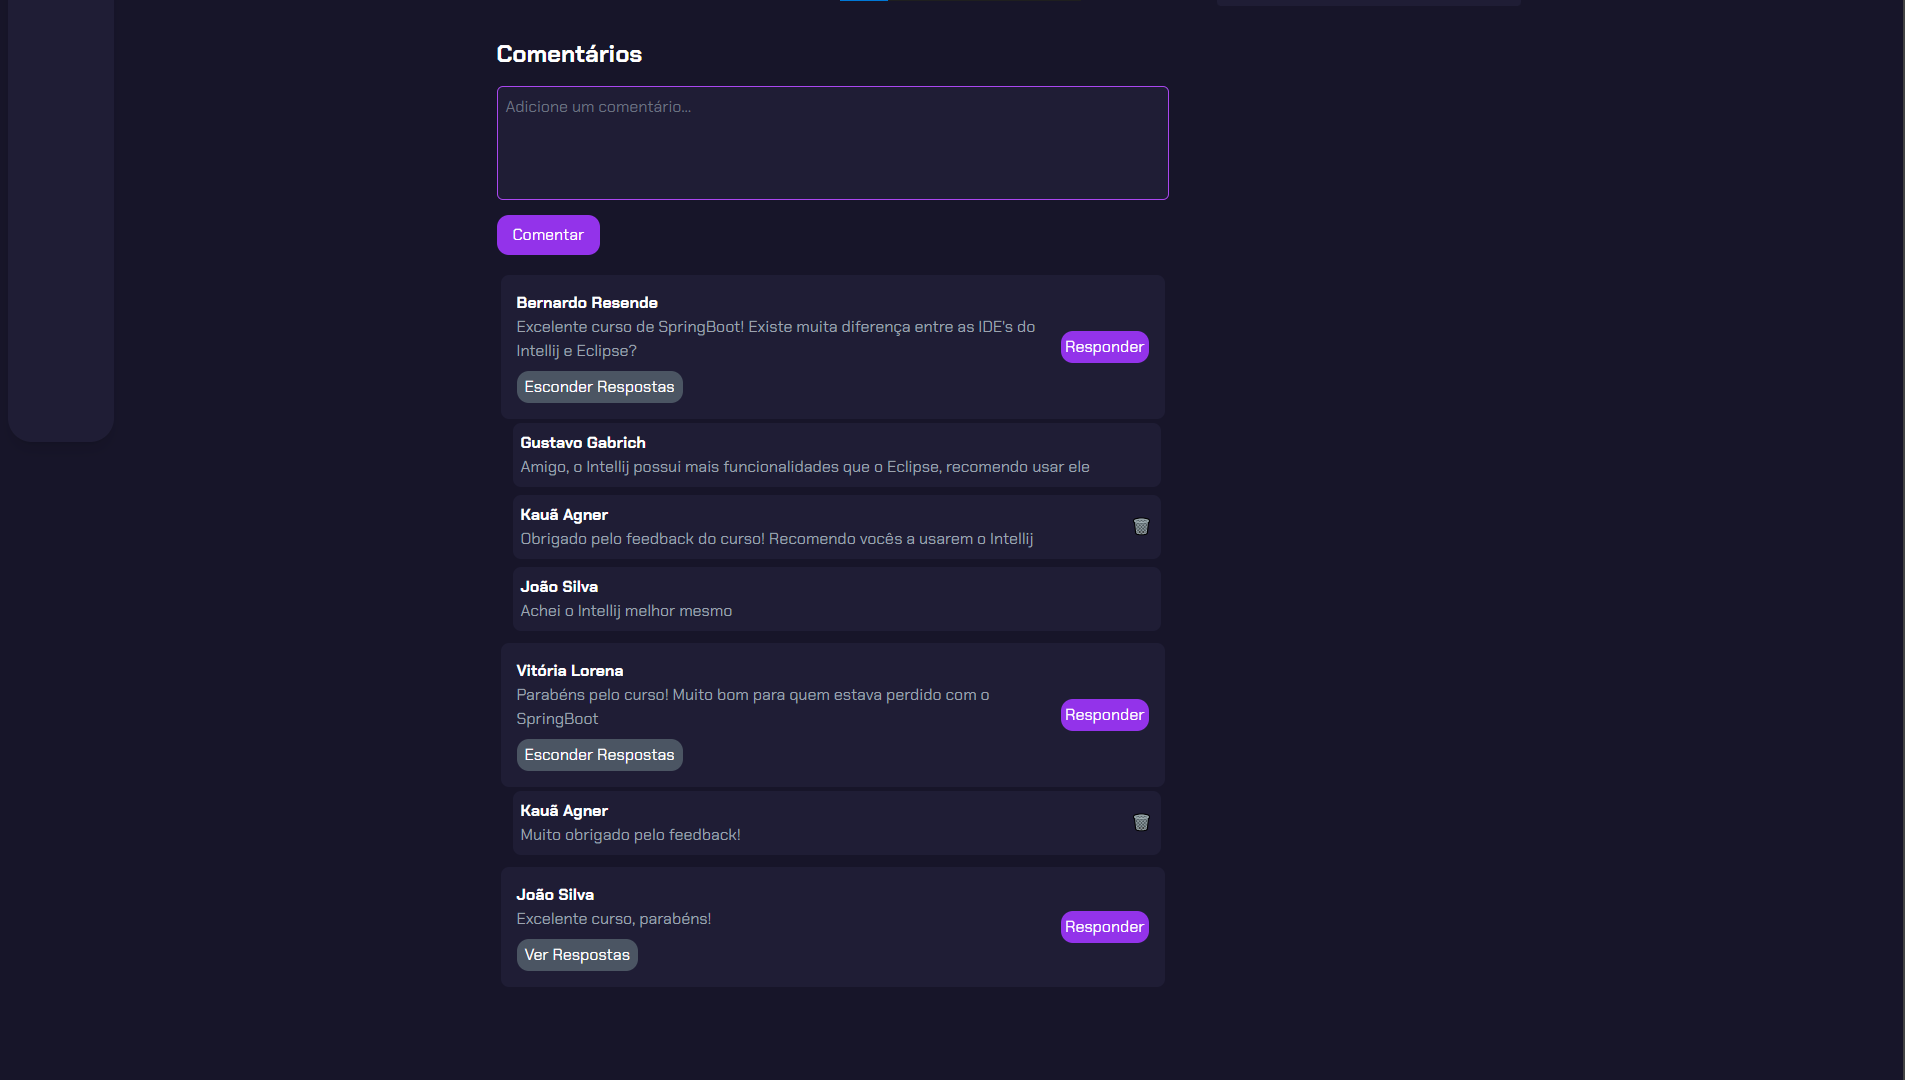 Comentários
Adicione um comentário...
Comentar
Bernardo Resende
Excelente curso de SpringBoot! Existe muita diferença entre as IDE's do
Intellij e Eclipse?
Responder
Esconder Respostas
Gustavo Gabrich
Amigo, o Intellij possui mais funcionalidades que o Eclipse, recomendo usar ele
Kauã Agner
Obrigado pelo feedback do curso! Recomendo vocês a usarem o Intellij
João Silva
Achei o Intellij melhor mesmo
Vitória Lorena
Parabéns pelo curso! Muito bom para quem estava perdido com o
SpringBoot
Responder
Esconder Respostas
Kauã Agner
Muito obrigado pelo feedback!
João Silva
Excelente curso, parabéns!
Responder
Ver Respostas